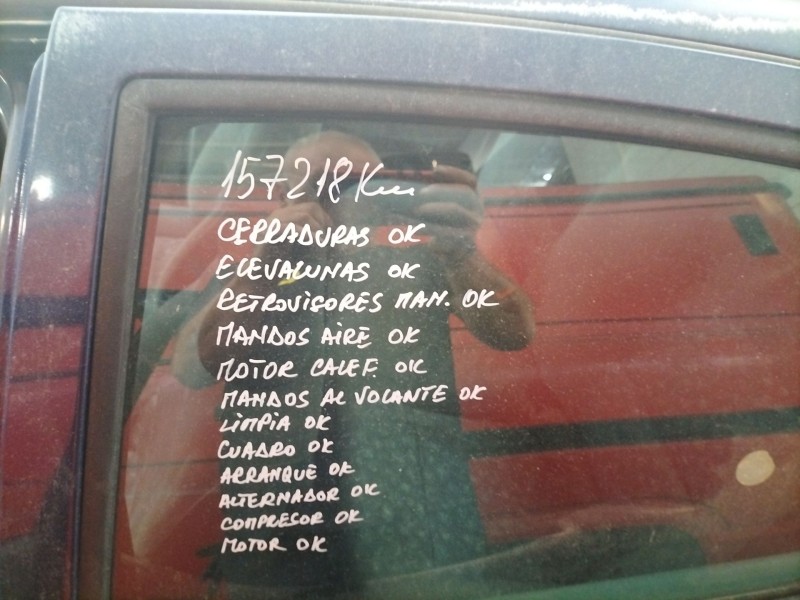 157218 Km
CERRADURAS OK
ELEVALUNAS OK
RETROVISORES MAN. OK
MANDOS AIRE OK
MOTOR CALEF. OK
MANDOS AL VOLANTE OK
LIMPIA OK
CUADRO OK
ARRANQUE OK
ALTERNADOR OK
COMPRESOR OK
MOTOR OK